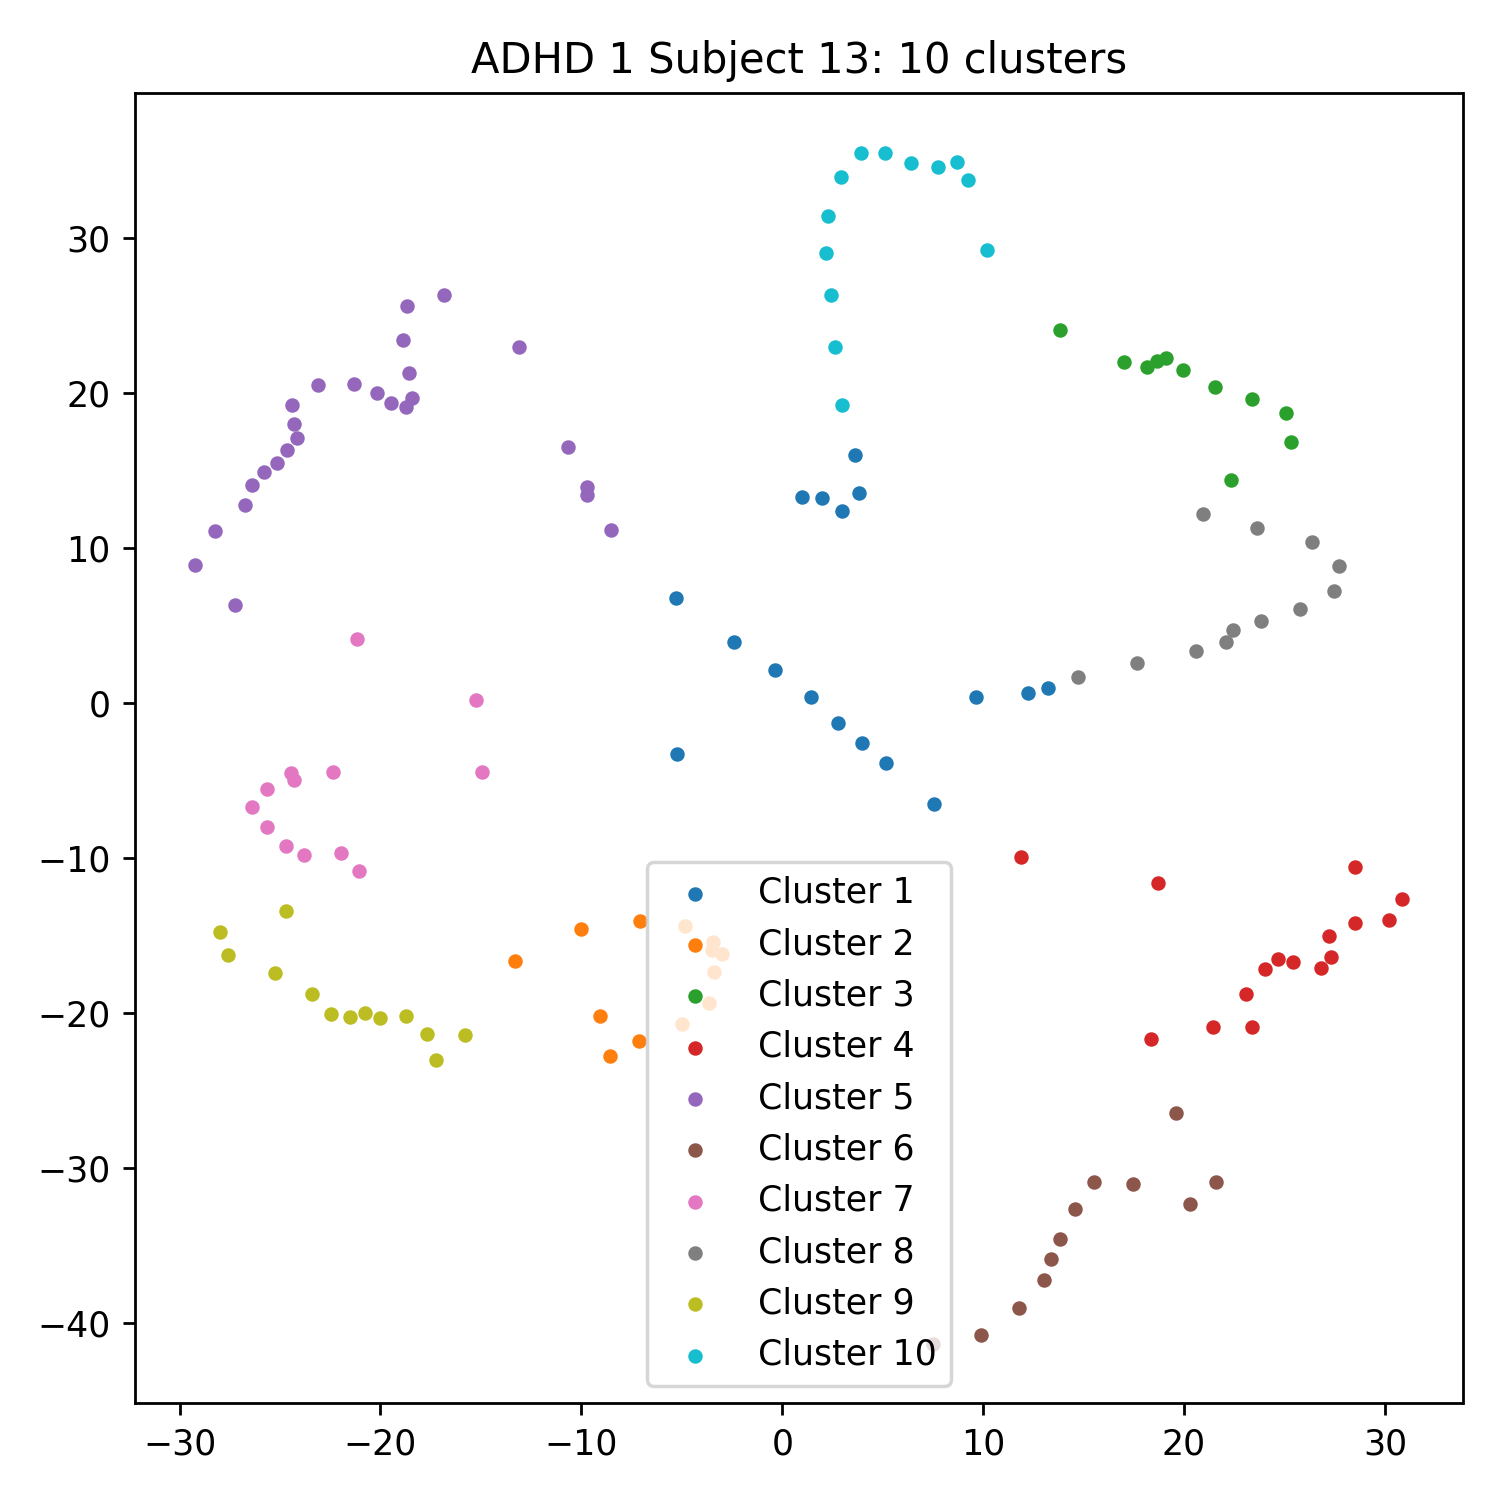 ADHD 1 Subject 13: 10 clusters
30
20
10
0
−10
−20
−30
−40
−30
−20
−10
0
10
20
30
Cluster 1
Cluster 2
Cluster 3
Cluster 4
Cluster 5
Cluster 6
Cluster 7
Cluster 8
Cluster 9
Cluster 10